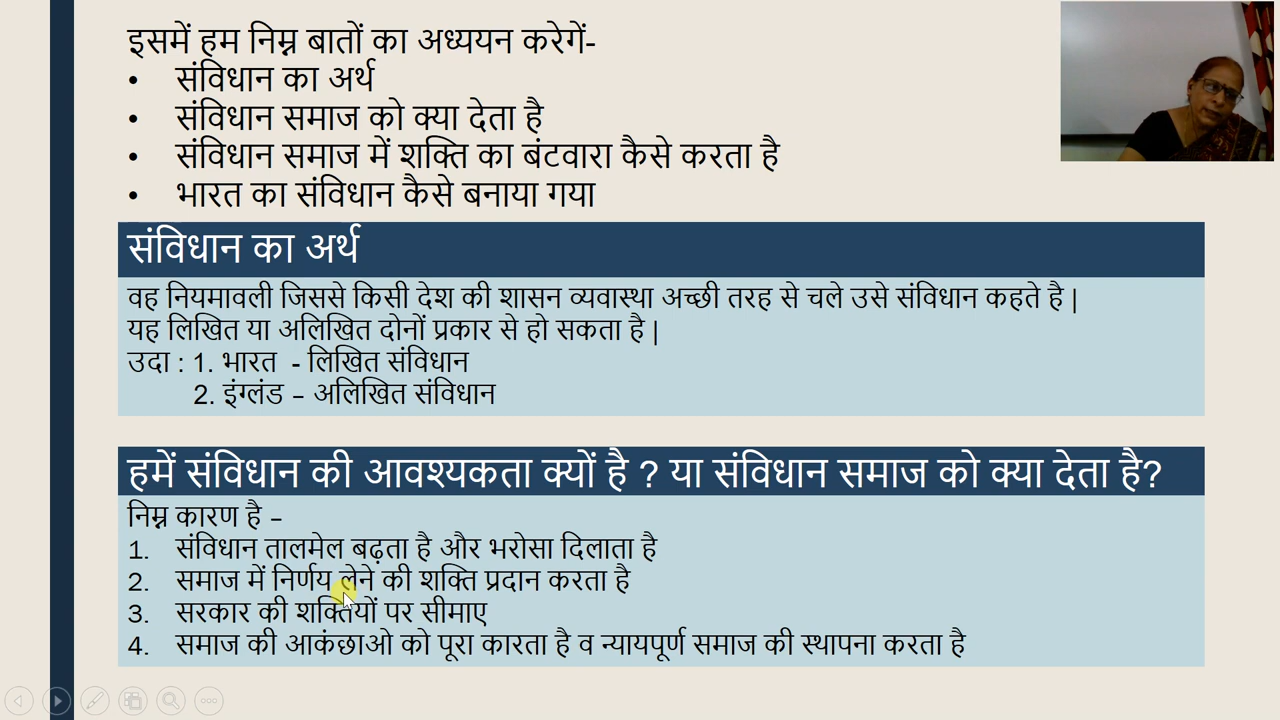 इसमें हम निम्न बातों का अध्ययन करेगें-
• संविधान का अर्थ
• संविधान समाज को क्या देता है
• संविधान समाज में शक्ति का बंटवारा कैसे करता है
• भारत का संविधान कैसे बनाया गया
संविधान का अर्थ
वह नियमावली जिससे किसी देश की शासन व्यवास्था अच्छी तरह से चले उसे संविधान कहते है |
यह लिखित या अलिखित दोनों प्रकार से हो सकता है |
उदा : 1. भारत - लिखित संविधान
2. इंग्लंड – अलिखित संविधान
हमें संविधान की आवश्यकता क्यों है ? या संविधान समाज को क्या देता है?
निम्न कारण है –
1. संविधान तालमेल बढ़ता है और भरोसा दिलाता है
2. समाज में निर्णय लेने की शक्ति प्रदान करता है
3. सरकार की शक्तियों पर सीमाए
4. समाज की आकंछाओ को पूरा कारता है व न्यायपूर्ण समाज की स्थापना करता है